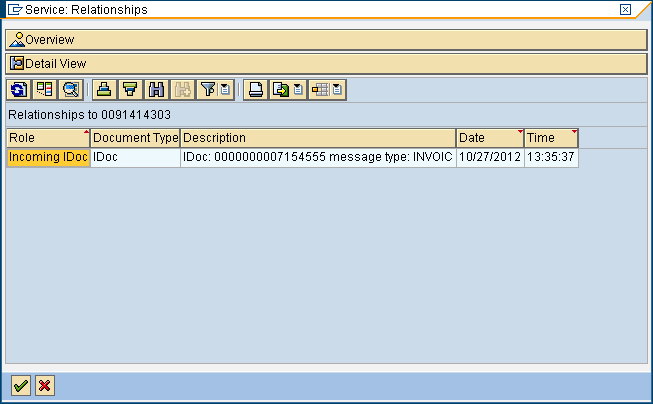 Service: Relationships
Overview
Detail View
Relationships to 0091414303
Role Document Type Description Date Time
Incoming IDoc IDoc IDoc: 0000000007154555 message type: INVOIC 10/27/2012 13:35:37